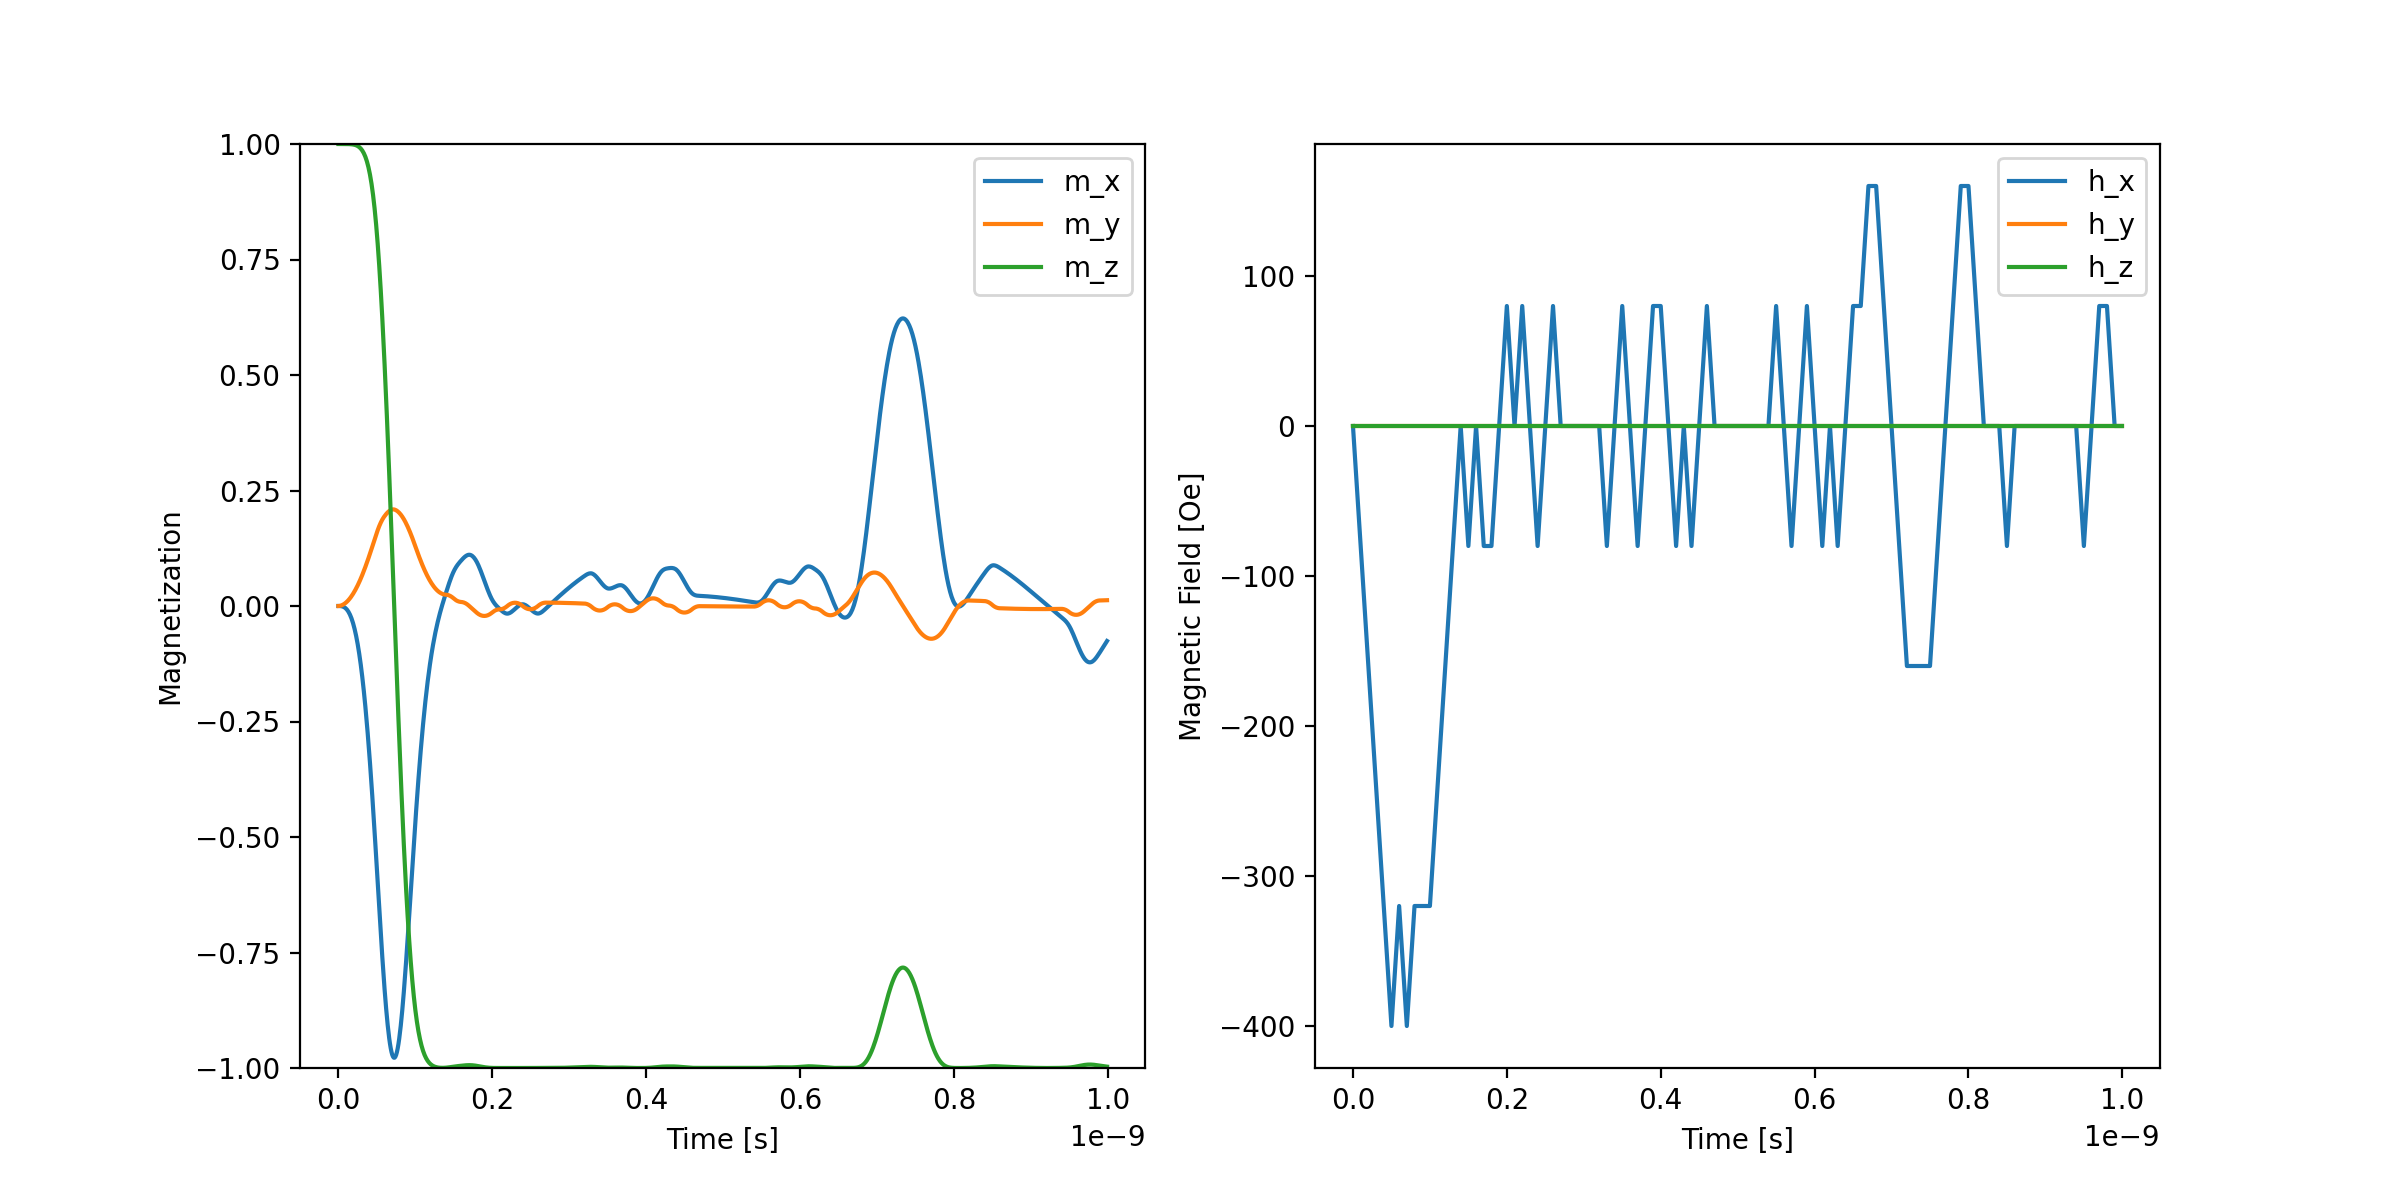 1.00
0.75
0.50
0.25
0.00
−0.25
−0.50
−0.75
−1.00
Magnetization
0.0 0.2 0.4 0.6 0.8 1.0
Time [s]
1e−9
m_x
m_y
m_z
100
0
−100
−200
−300
−400
Magnetic Field [Oe]
0.0 0.2 0.4 0.6 0.8 1.0
Time [s]
1e−9
h_x
h_y
h_z